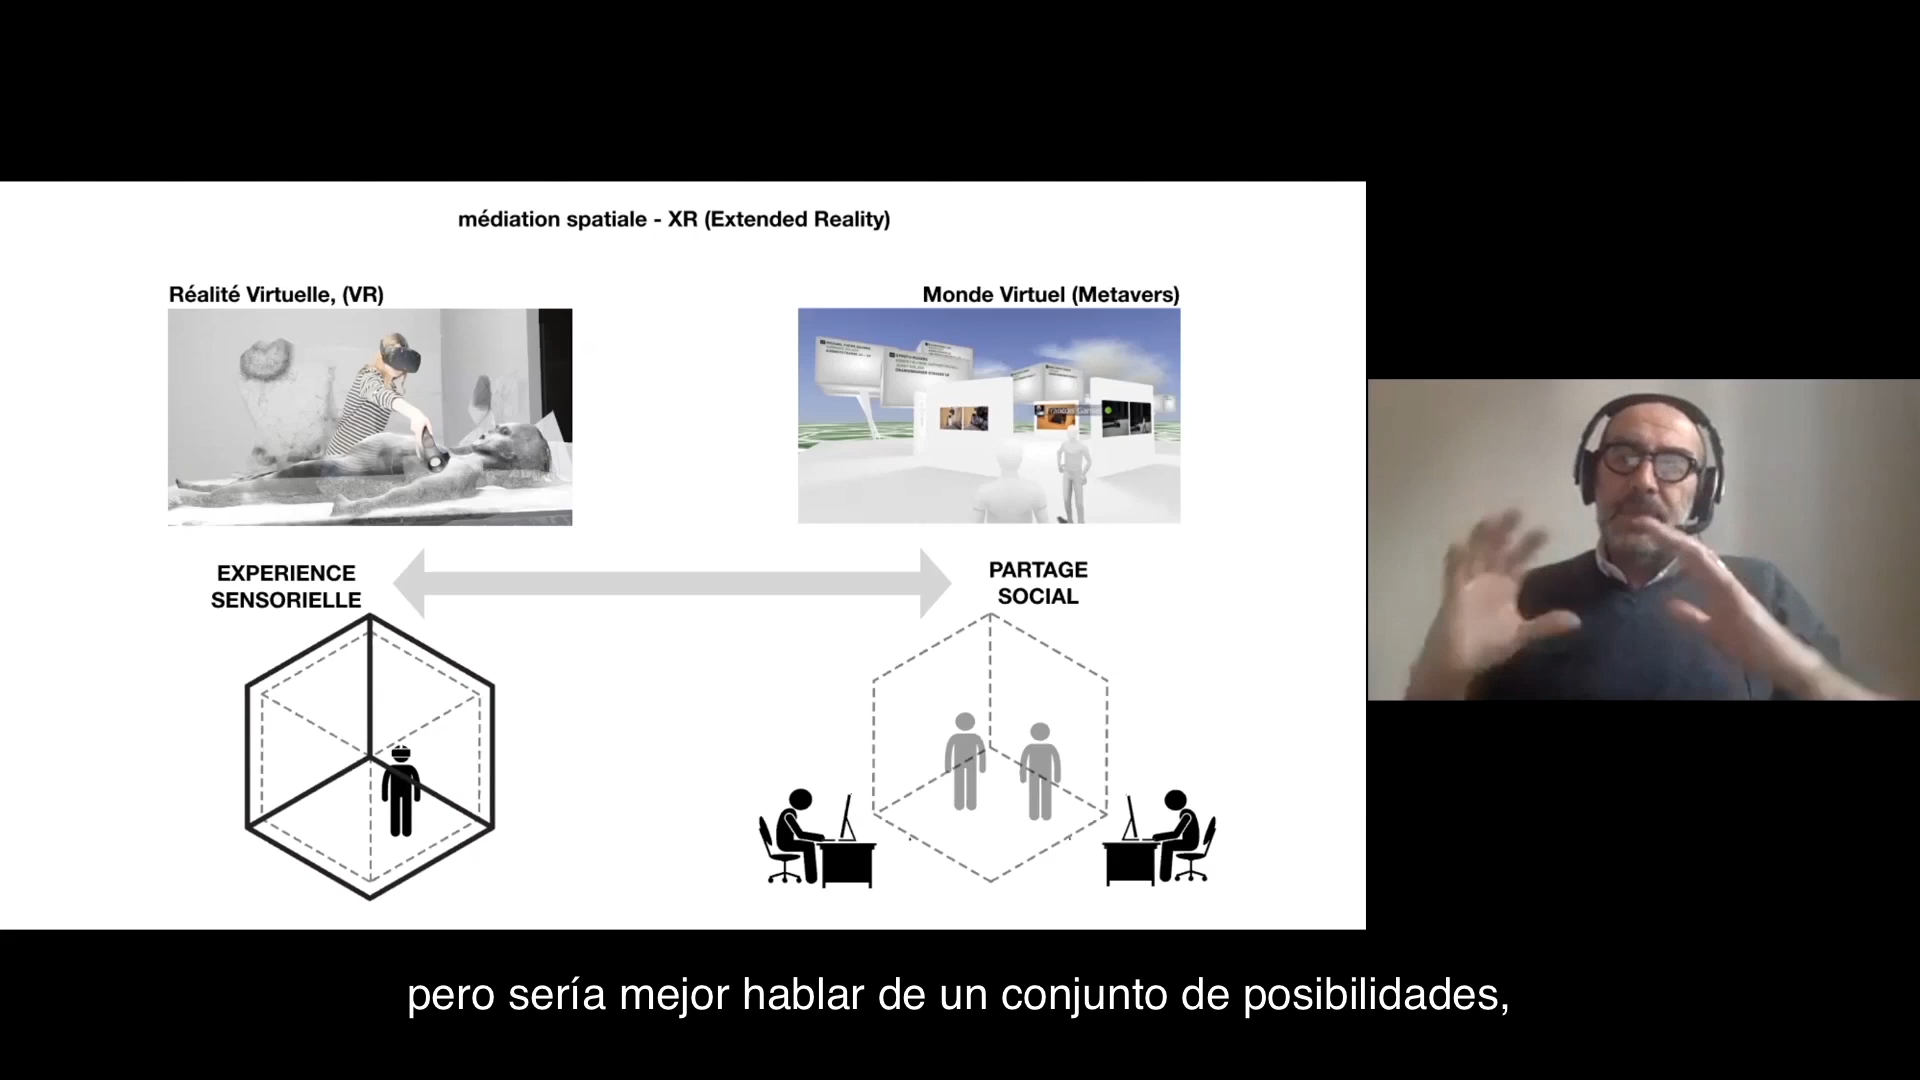 médiation spatiale - XR (Extended Reality)
Réalité Virtuelle, (VR)
Monde Virtuel (Metavers)
EXPERIENCE
SENSORIELLE
PARTAGE
SOCIAL
pero sería mejor hablar de un conjunto de posibilidades,